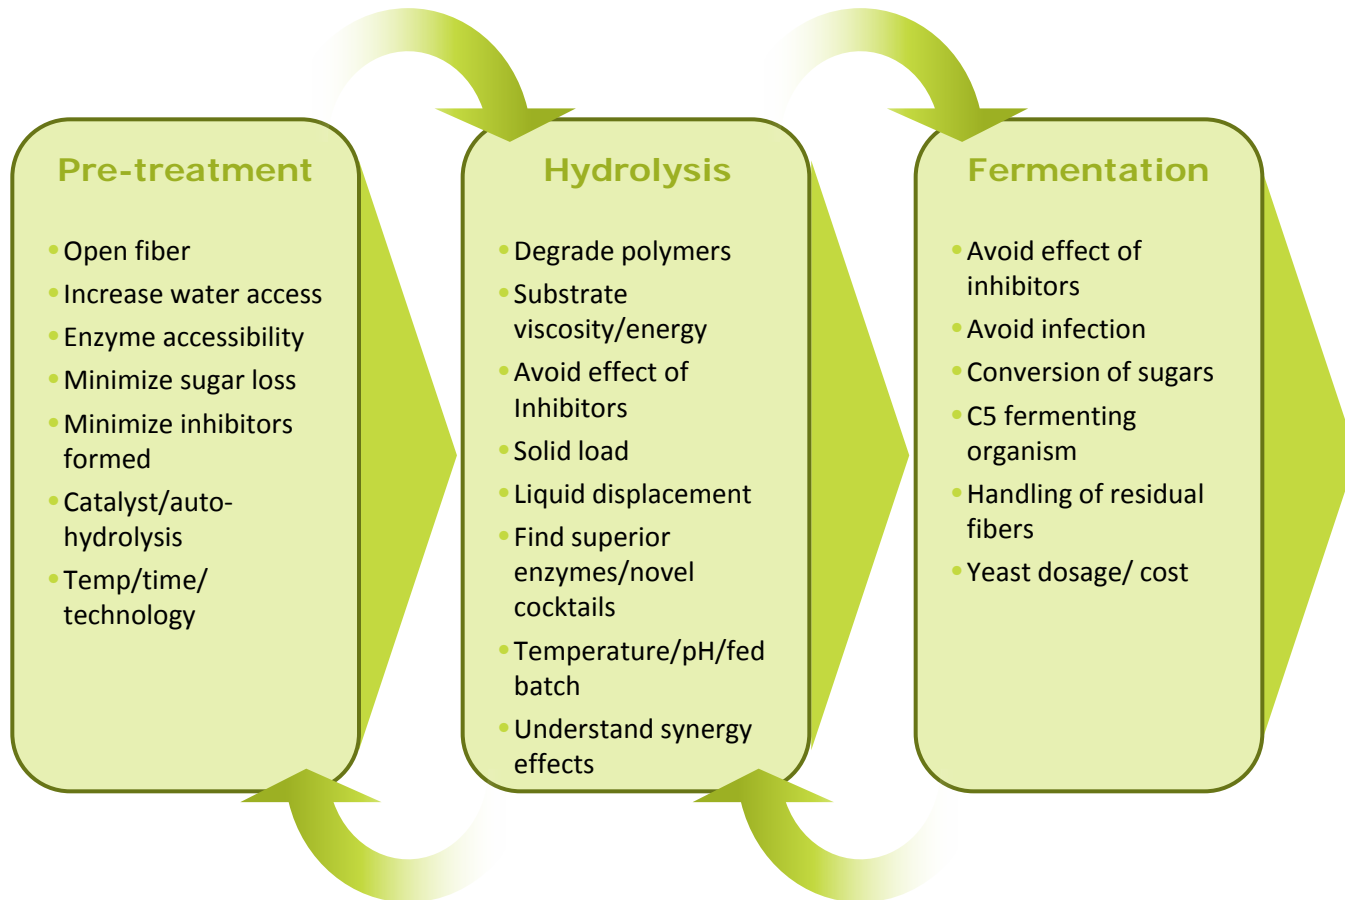 Pre-treatment
• Open fiber
• Increase water access
• Enzyme accessibility
• Minimize sugar loss
• Minimize inhibitors
formed
• Catalyst/auto-
hydrolysis
• Temp/time/
technology
Hydrolysis
• Degrade polymers
• Substrate
viscosity/energy
• Avoid effect of
Inhibitors
• Solid load
• Liquid displacement
• Find superior
enzymes/novel
cocktails
• Temperature/pH/fed
batch
• Understand synergy
effects
Fermentation
• Avoid effect of
inhibitors
• Avoid infection
• Conversion of sugars
• C5 fermenting
organism
• Handling of residual
fibers
• Yeast dosage/ cost